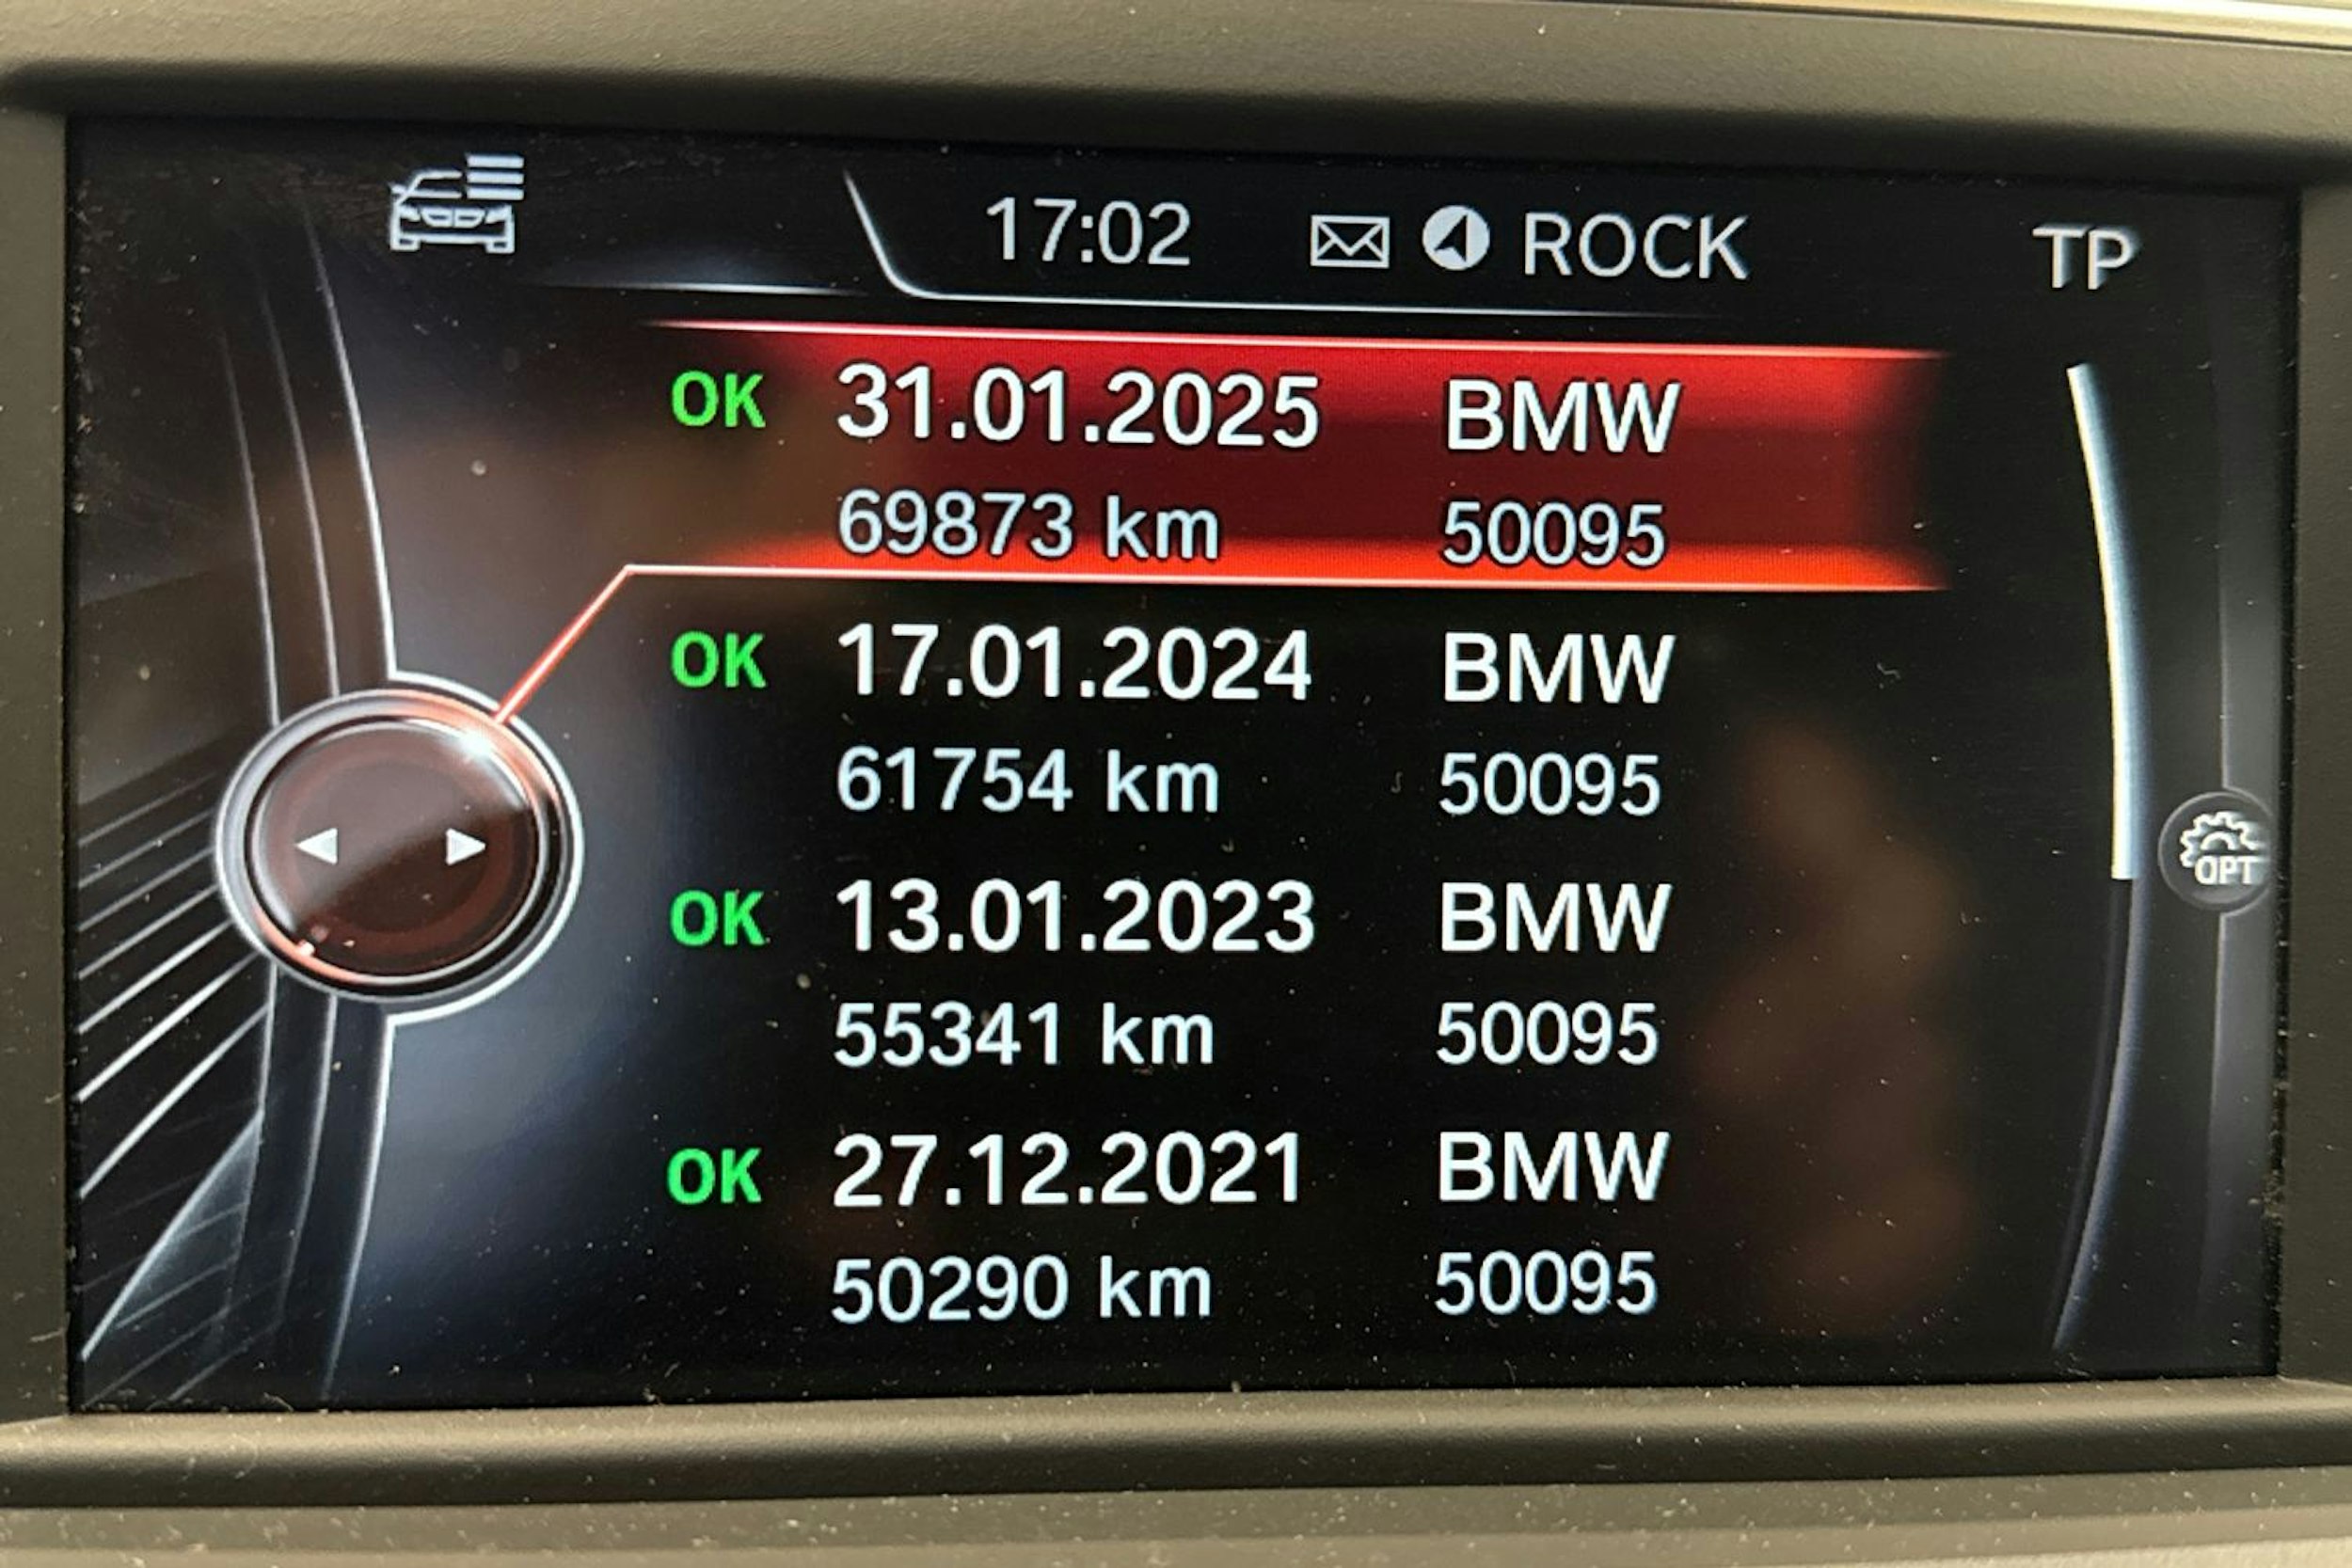 17:02 ROCK TP
OK 31.01.2025 BMW
69873 km 50095
OK 17.01.2024 BMW
61754 km 50095
OK 13.01.2023 BMW
55341 km 50095
OPT
OK 27.12.2021 BMW
50290 km 50095